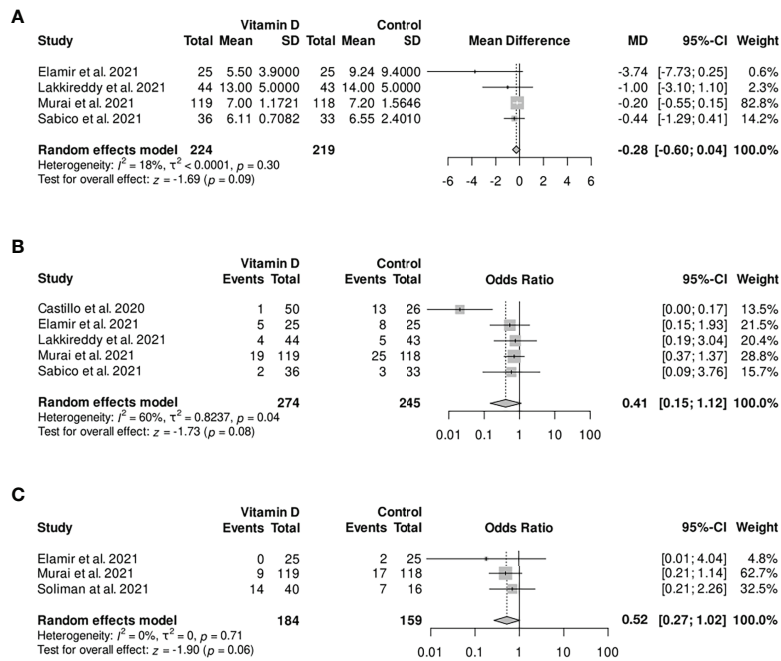 A
Vitamin D Control
Study Total Mean SD Total Mean SD Mean Difference MD 95%-CI Weight
Elamir et al. 2021 25 5.50 3.9000 25 9.24 9.4000 -3.74 [-7.73; 0.25] 0.6%
Lakkireddy et al. 2021 44 13.00 5.0000 43 14.00 5.0000 -1.00 [-3.10; 1.10] 2.3%
Murai et al. 2021 119 7.00 1.1721 118 7.20 1.5646 -0.20 [-0.55; 0.15] 82.8%
Sabico et al. 2021 36 6.11 0.7082 33 6.55 2.4010 -0.44 [-1.29; 0.41] 14.2%
Random effects model 224 219 -0.28 [-0.60; 0.04] 100.0%
Heterogeneity: I² = 18%, τ² < 0.0001, p = 0.30
Test for overall effect: z = -1.69 (p = 0.09)
-6 -4 -2 0 2 4 6
B
Vitamin D Control
Study Events Total Events Total Odds Ratio 95%-CI Weight
Castillo et al. 2020 1 50 13 26 [0.00; 0.17] 13.5%
Elamir et al. 2021 5 25 8 25 [0.15; 1.93] 21.5%
Lakkireddy et al. 2021 4 44 5 43 [0.19; 3.04] 20.4%
Murai et al. 2021 19 119 25 118 [0.37; 1.37] 28.8%
Sabico et al. 2021 2 36 3 33 [0.09; 3.76] 15.7%
Random effects model 274 245 0.41 [0.15; 1.12] 100.0%
Heterogeneity: I² = 60%, τ² = 0.8237, p = 0.04
Test for overall effect: z = -1.73 (p = 0.08)
0.01 0.1 1 10 100
C
Vitamin D Control
Study Events Total Events Total Odds Ratio 95%-CI Weight
Elamir et al. 2021 0 25 2 25 [0.01; 4.04] 4.8%
Murai et al. 2021 9 119 17 118 [0.21; 1.14] 62.7%
Soliman at al. 2021 14 40 7 16 [0.21; 2.26] 32.5%
Random effects model 184 159 0.52 [0.27; 1.02] 100.0%
Heterogeneity: I² = 0%, τ² = 0, p = 0.71
Test for overall effect: z = -1.90 (p = 0.06)
0.01 0.1 1 10 100